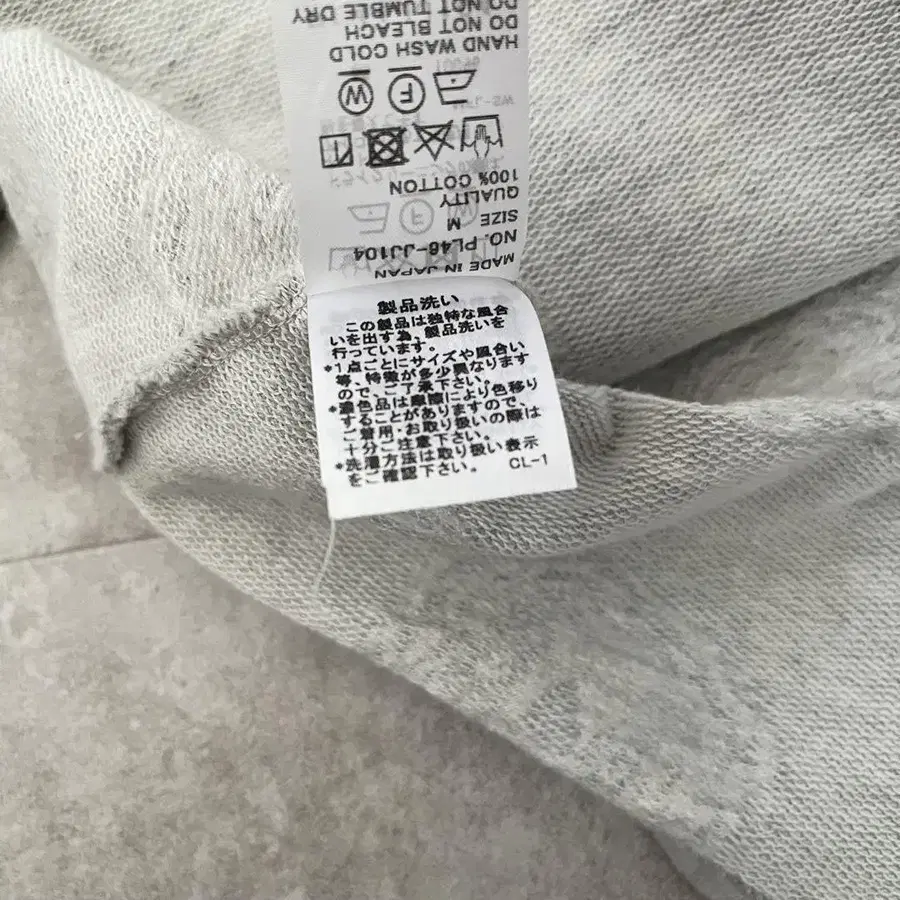 MADE IN JAPAN
NO. PL46-JJ104
SIZE M
QUALITY
100% COTTON
W F
HAND WASH COLD
DO NOT BLEACH
DO NOT TUMBLE DRY
製品洗い
この製品は独特な風合
いを出す為、製品洗いを
行っています。
*1点ごとにサイズや風合い
等、特徴が多少異なります
ので、ご了承下さい。
*濃色品は摩擦により色移り
することがありますので、
ご着用・お取り扱いの際は
十分ご注意下さい。
*洗濯方法は取り扱い表示
をご確認下さい。 CL-1